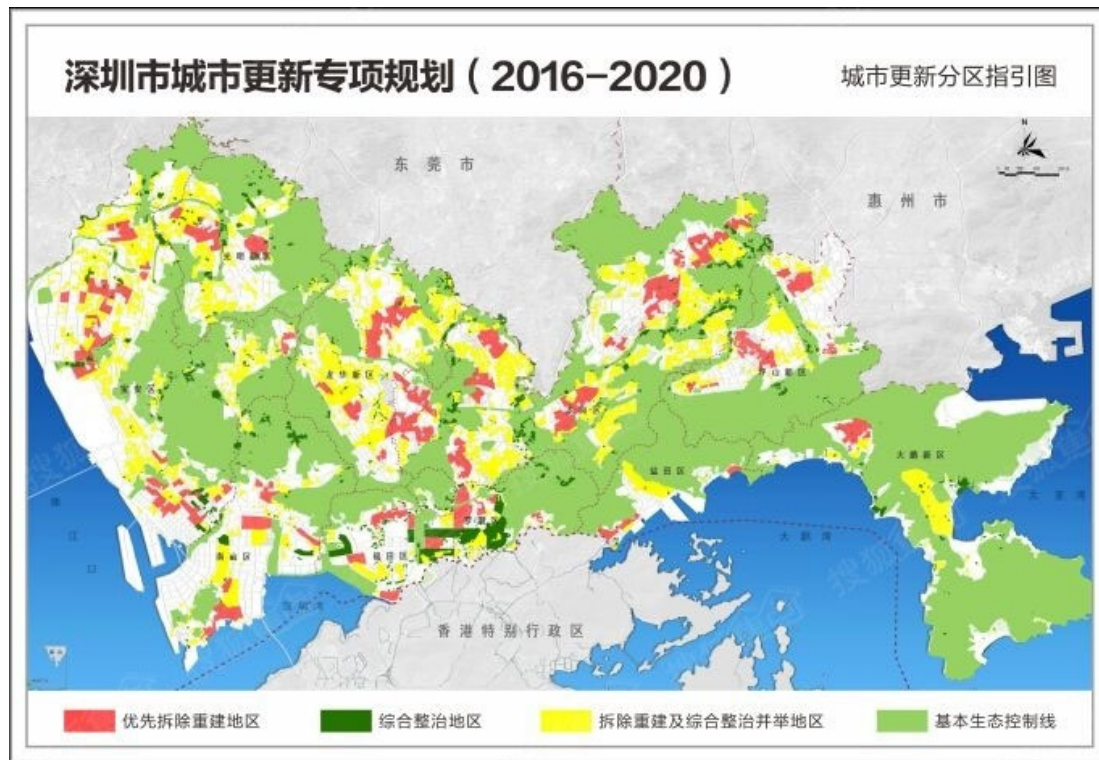 深圳市城市更新专项规划（2016-2020） 城市更新分区指引图
N
东 莞 市
惠 州 市
龙华新区
宝安区
坪山新区
大鹏新区
盐田区
南山区
福田区
大鹏湾
香港特别行政区
优先拆除重建地区 综合整治地区 拆除重建及综合整治并举地区 基本生态控制线